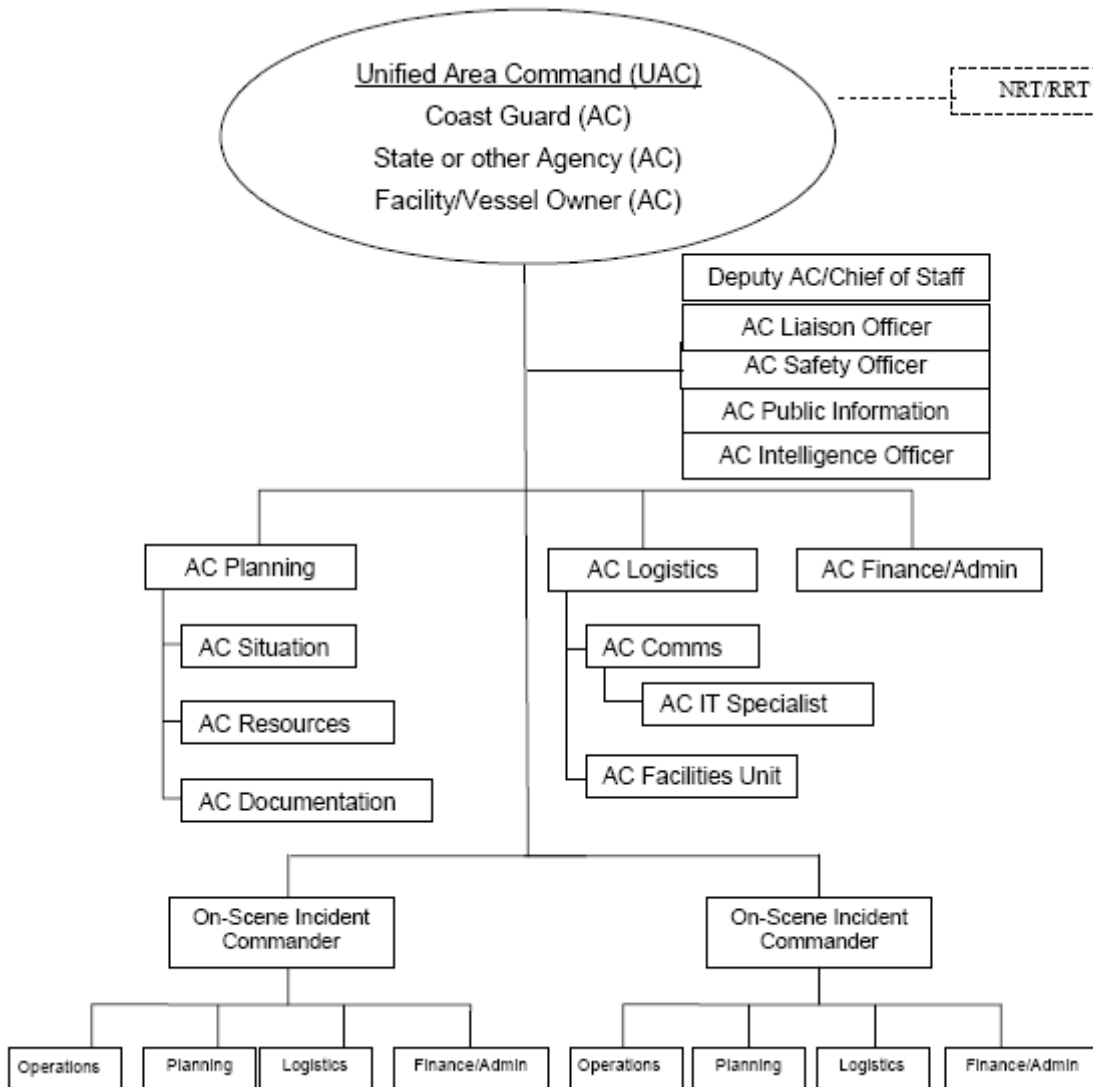 Unified Area Command (UAC)
Coast Guard (AC)
State or other Agency (AC)
Facility/Vessel Owner (AC)
NRT/RRT
Deputy AC/Chief of Staff
AC Liaison Officer
AC Safety Officer
AC Public Information
AC Intelligence Officer
AC Planning
AC Situation
AC Resources
AC Documentation
AC Logistics
AC Comms
AC IT Specialist
AC Facilities Unit
AC Finance/Admin
On-Scene Incident
Commander
Operations
Planning
Logistics
Finance/Admin
On-Scene Incident
Commander
Operations
Planning
Logistics
Finance/Admin